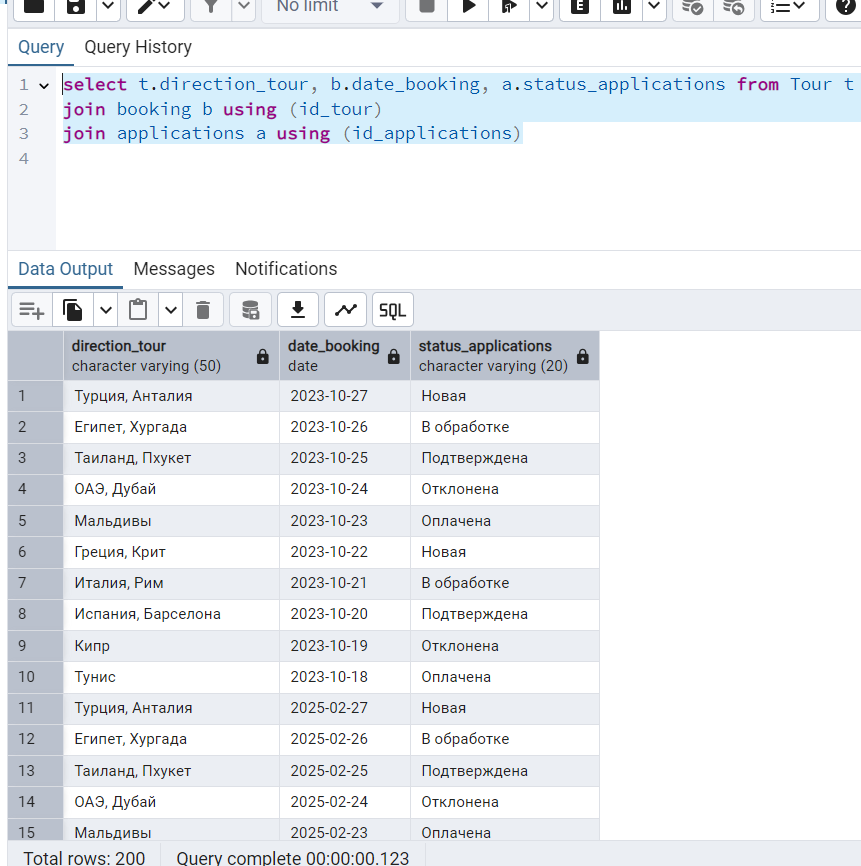 No limit
E
Query Query History
1 select t.direction_tour, b.date_booking, a.status_applications from Tour t
2 join booking b using (id_tour)
3 join applications a using (id_applications)
4
Data Output Messages Notifications
SQL
direction_tour date_booking status_applications
character varying (50) date character varying (20)
1 Турция, Анталия 2023-10-27 Новая
2 Египет, Хургада 2023-10-26 В обработке
3 Таиланд, Пхукет 2023-10-25 Подтверждена
4 ОАЭ, Дубай 2023-10-24 Отклонена
5 Мальдивы 2023-10-23 Оплачена
6 Греция, Крит 2023-10-22 Новая
7 Италия, Рим 2023-10-21 В обработке
8 Испания, Барселона 2023-10-20 Подтверждена
9 Кипр 2023-10-19 Отклонена
10 Тунис 2023-10-18 Оплачена
11 Турция, Анталия 2025-02-27 Новая
12 Египет, Хургада 2025-02-26 В обработке
13 Таиланд, Пхукет 2025-02-25 Подтверждена
14 ОАЭ, Дубай 2025-02-24 Отклонена
15 Мальдивы 2025-02-23 Оплачена
Total rows: 200 Query complete 00:00:00.123